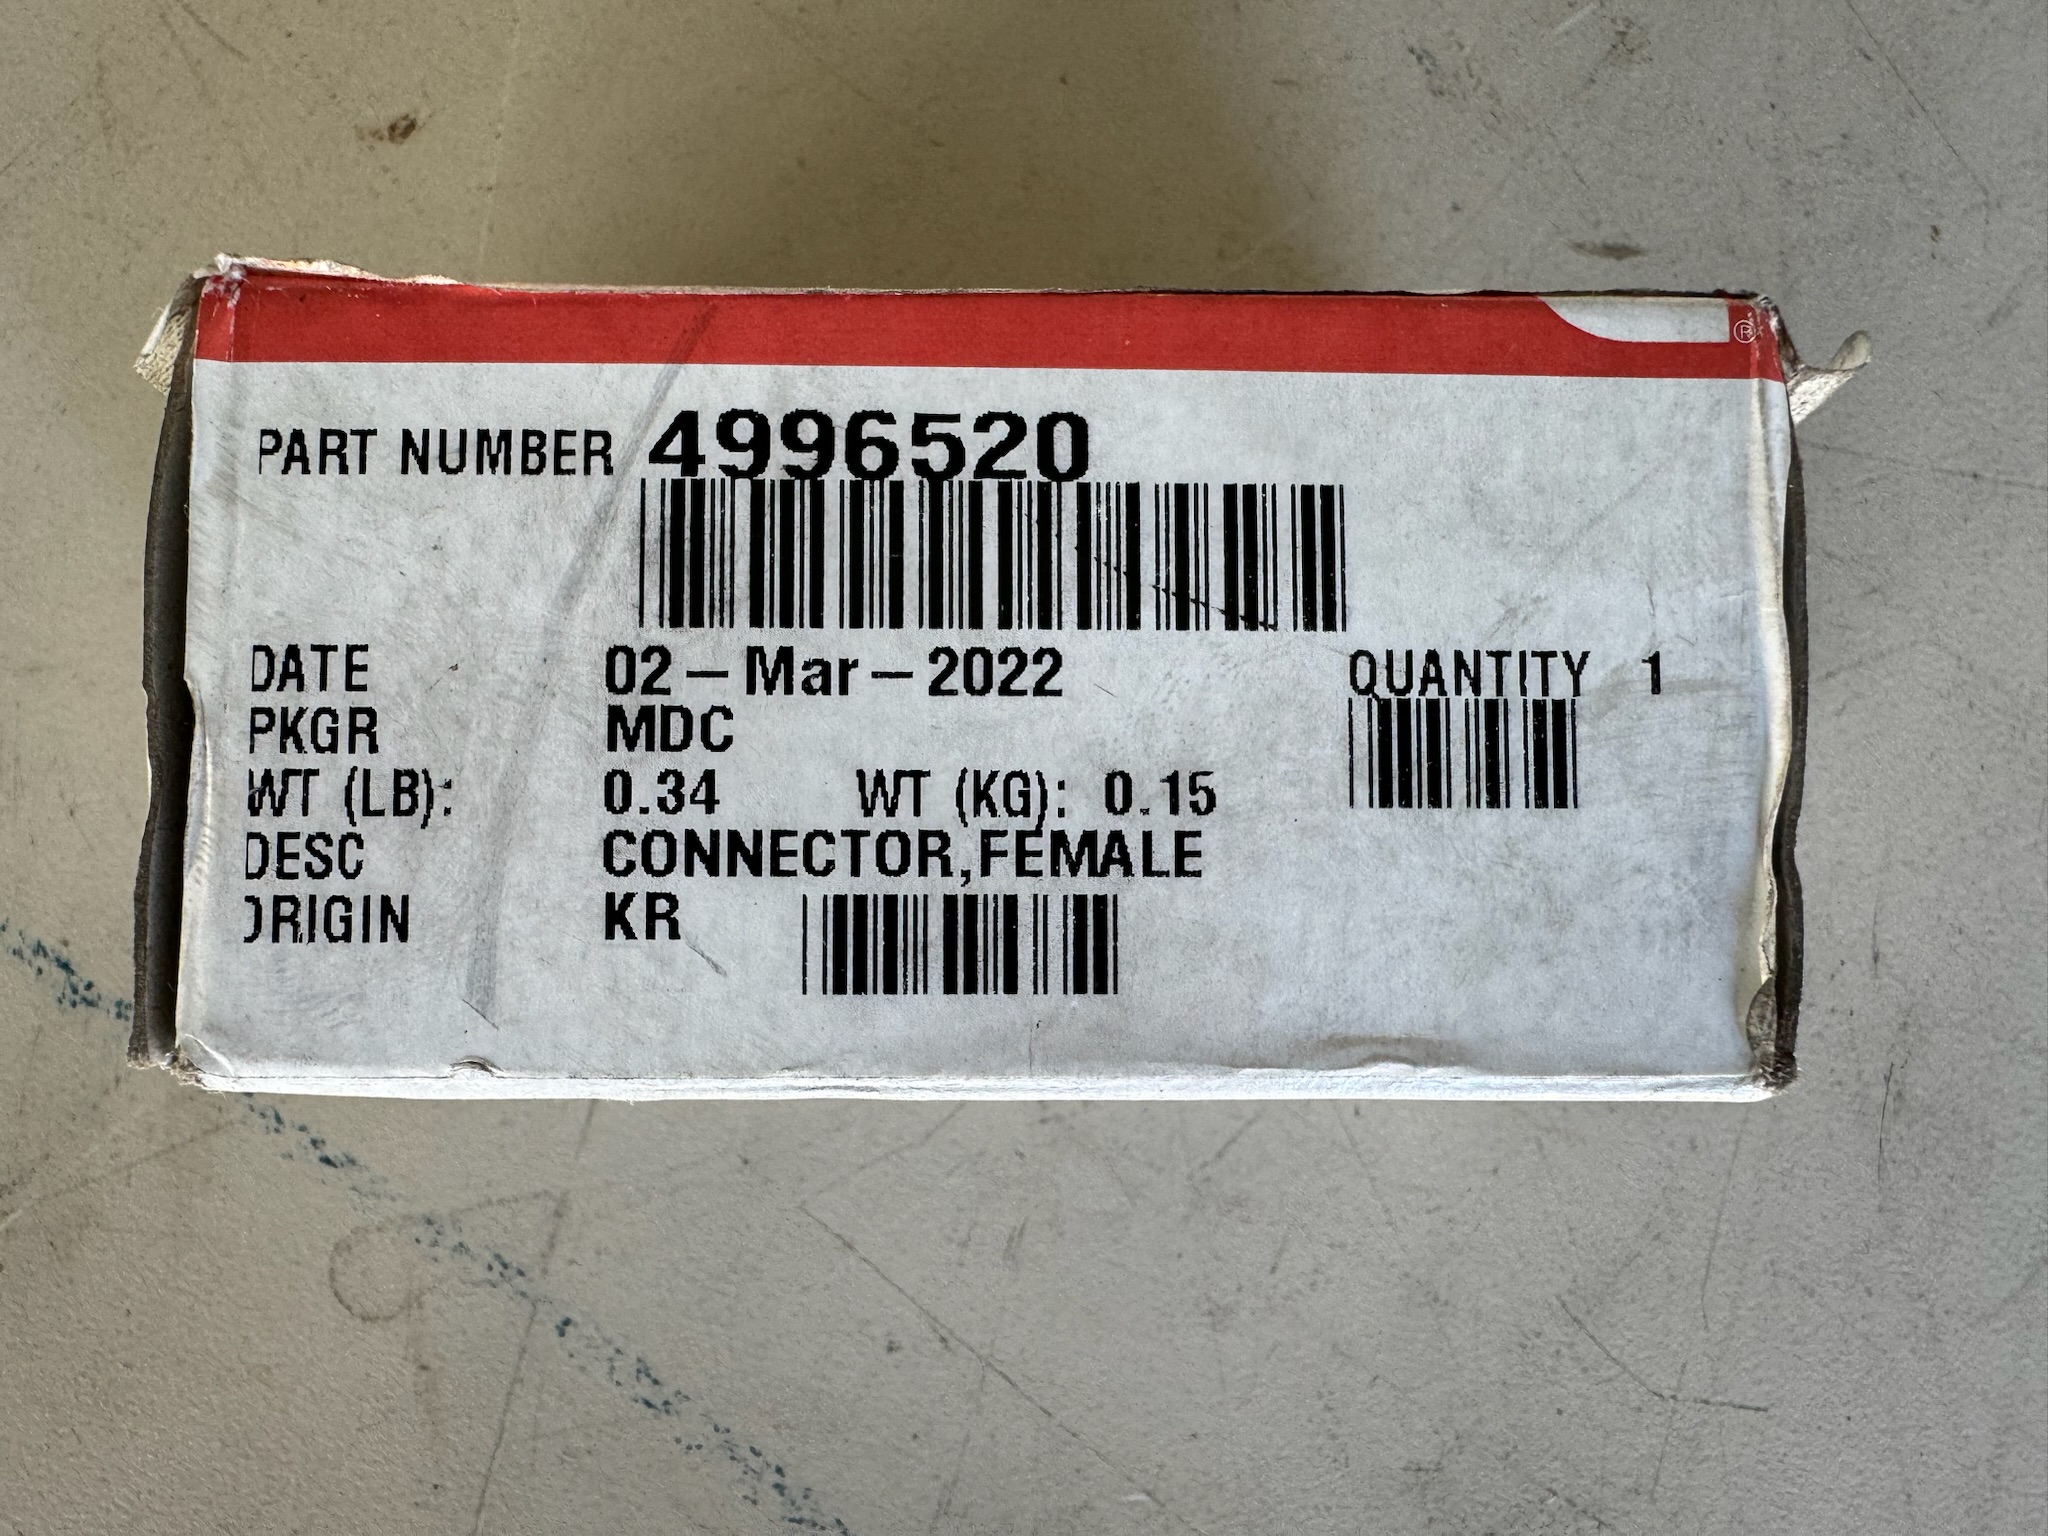 ®
PART NUMBER 4996520
DATE 02-Mar-2022 QUANTITY 1
PKGR MDC
WT (LB): 0.34 WT (KG): 0.15
DESC CONNECTOR,FEMALE
ORIGIN KR